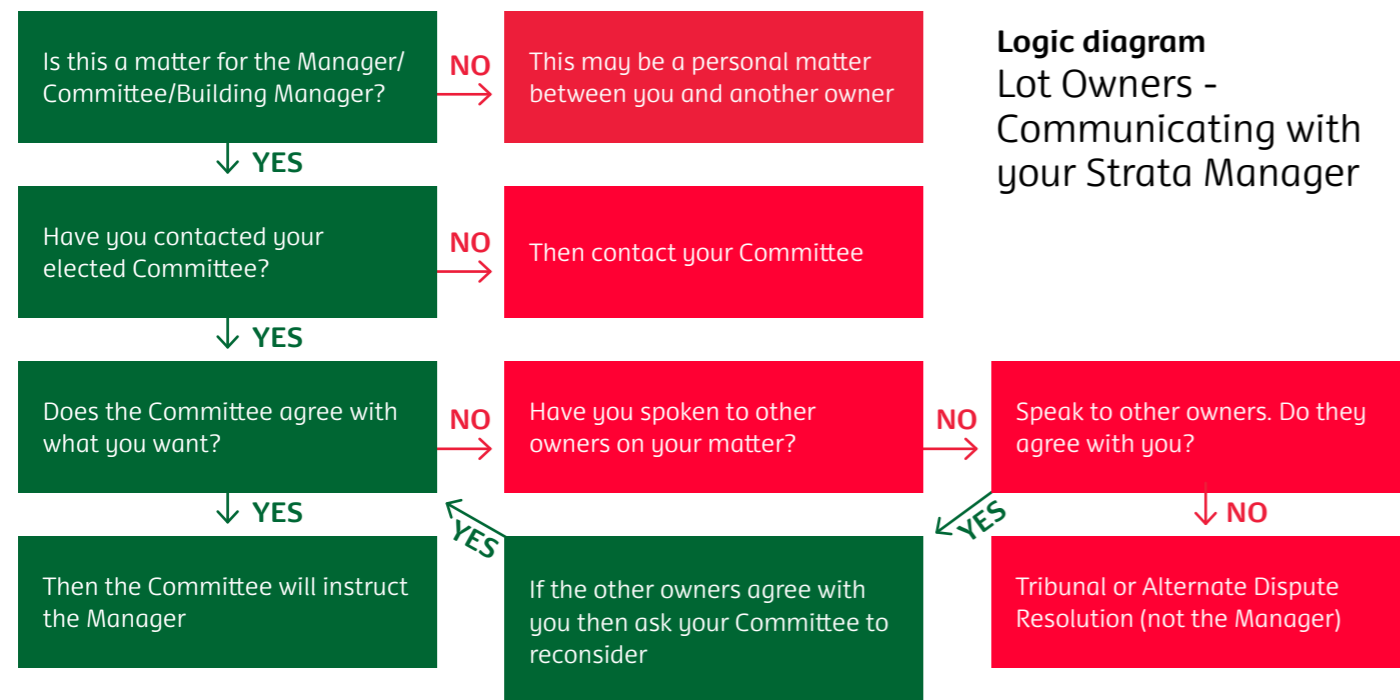 Logic diagram
Lot Owners -
Communicating with
your Strata Manager
Is this a matter for the Manager/
Committee/Building Manager?
NO
This may be a personal matter
between you and another owner
YES
Have you contacted your
elected Committee?
NO
Then contact your Committee
YES
Does the Committee agree with
what you want?
NO
Have you spoken to other
owners on your matter?
NO
Speak to other owners. Do they
agree with you?
YES
YES
YES
NO
Then the Committee will instruct
the Manager
If the other owners agree with
you then ask your Committee to
reconsider
Tribunal or Alternate Dispute
Resolution (not the Manager)